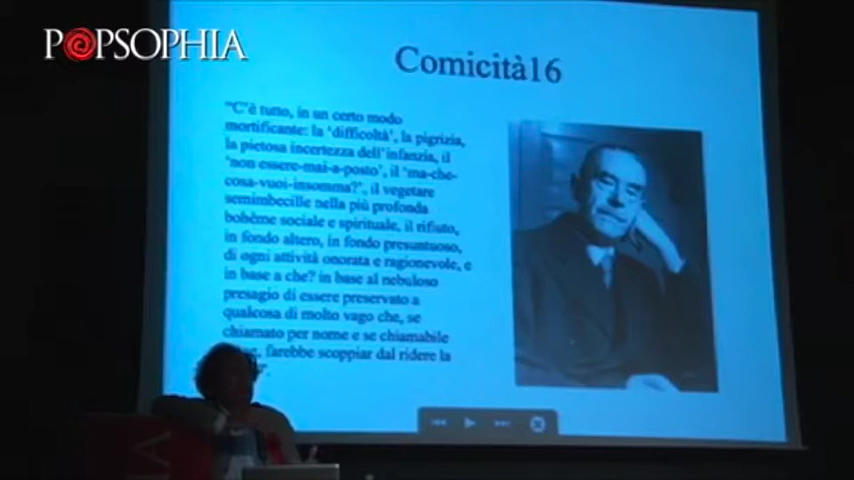 POPSOPHIA
Comicità16
"C'è tutto, in un certo modo
mortificante: la 'difficoltà', la pigrizia,
la pietosa incertezza dell'infanzia, il
'non essere-mai-a-posto', il 'ma-che-
cosa-vuoi-insomma?', il vegetare
semimbecille nella più profonda
bohème sociale e spirituale, il rifiuto,
in fondo altero, in fondo presuntuoso,
di ogni attività onorata e ragionevole, e
in base a che? in base al nebuloso
presagio di essere preservato a
qualcosa di molto vago che, se
chiamato per nome e se chiamabile
farebbe scoppiar dal ridere la